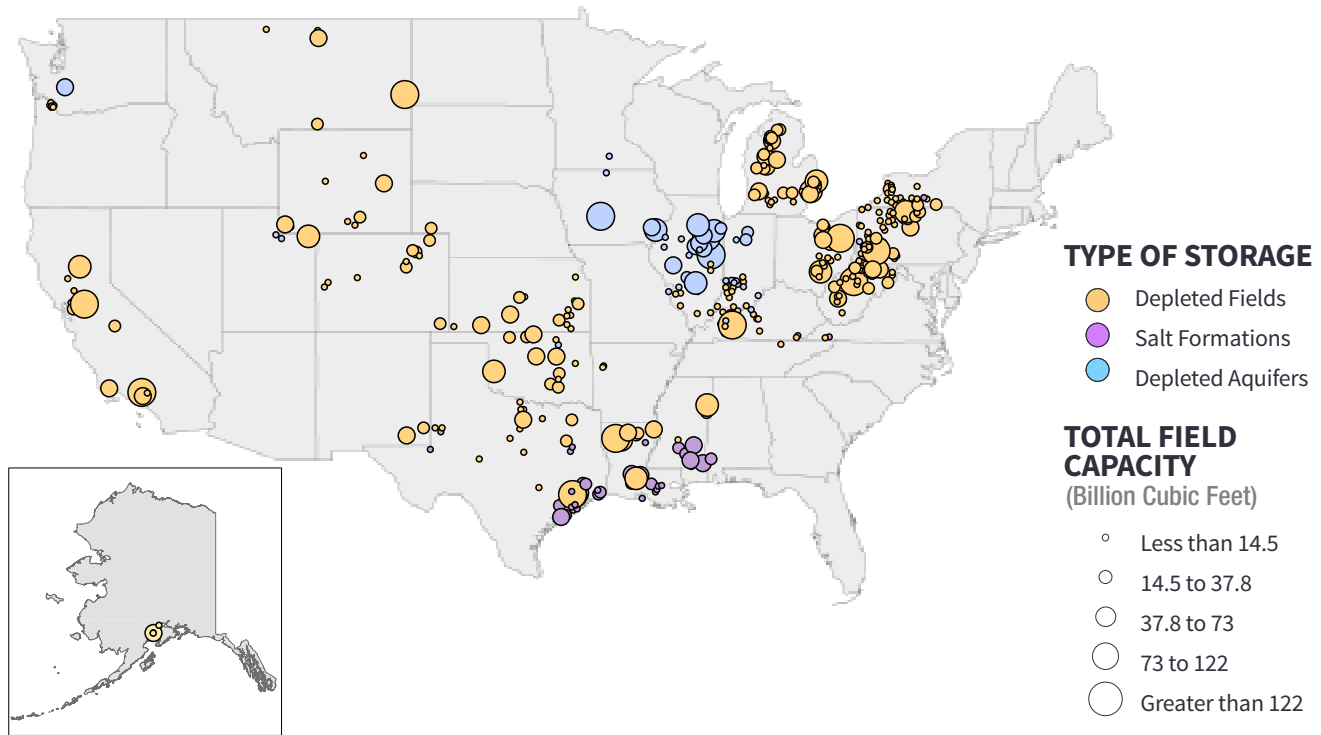 TYPE OF STORAGE
Depleted Fields
Salt Formations
Depleted Aquifers
TOTAL FIELD
CAPACITY
(Billion Cubic Feet)
Less than 14.5
14.5 to 37.8
37.8 to 73
73 to 122
Greater than 122